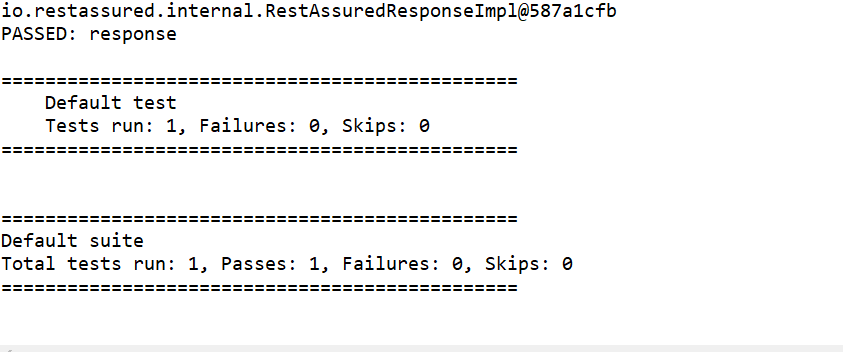 io.restassured.internal.RestAssuredResponseImpl@587a1cfb
PASSED: response
===============================================
Default test
Tests run: 1, Failures: 0, Skips: 0
===============================================
===============================================
Default suite
Total tests run: 1, Passes: 1, Failures: 0, Skips: 0
===============================================